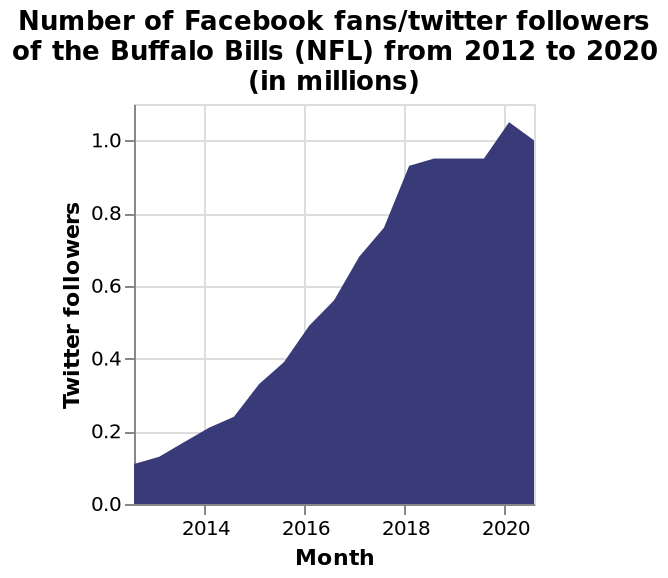 Number of Facebook fans/twitter followers
of the Buffalo Bills (NFL) from 2012 to 2020
(in millions)
1.0
0.8
0.6
0.4
0.2
0.0
Twitter followers
2014 2016 2018 2020
Month